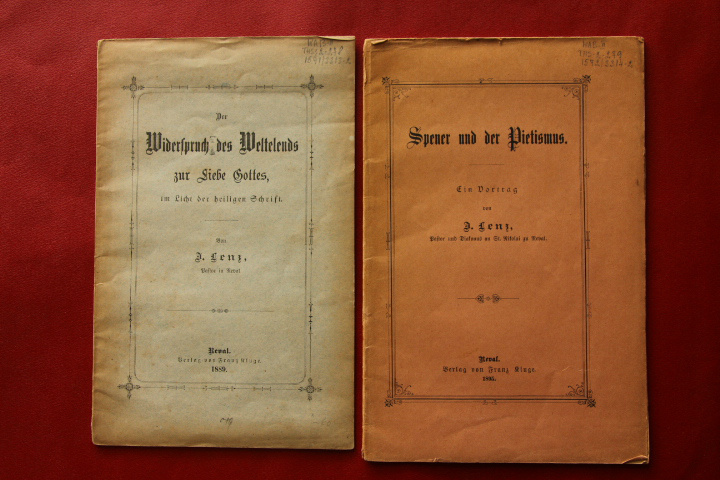 Der
Widerspruch des Weltelends
zur Liebe Gottes,
im Licht der heiligen Schrift.
Von
J. Lenz,
Pastor in Reval
Reval.
Verlag von Franz Kluge.
1889.
Spener und der Pietismus.
Ein Vortrag
von
J. Lenz,
Pastor und Diakonus zu St. Nikolai zu Reval.
Reval.
Verlag von Franz Kluge.
1895.